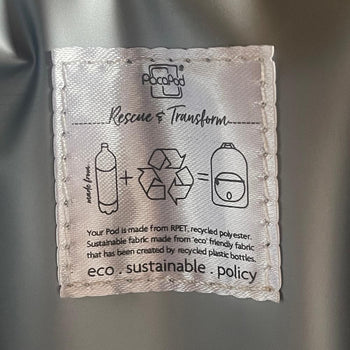 PacaPod®
Rescue & Transform
made from
Your Pod is made from RPET, recycled polyester.
Sustainable fabric made from 'eco' friendly fabric
that has been created by recycled plastic bottles.
eco . sustainable . policy